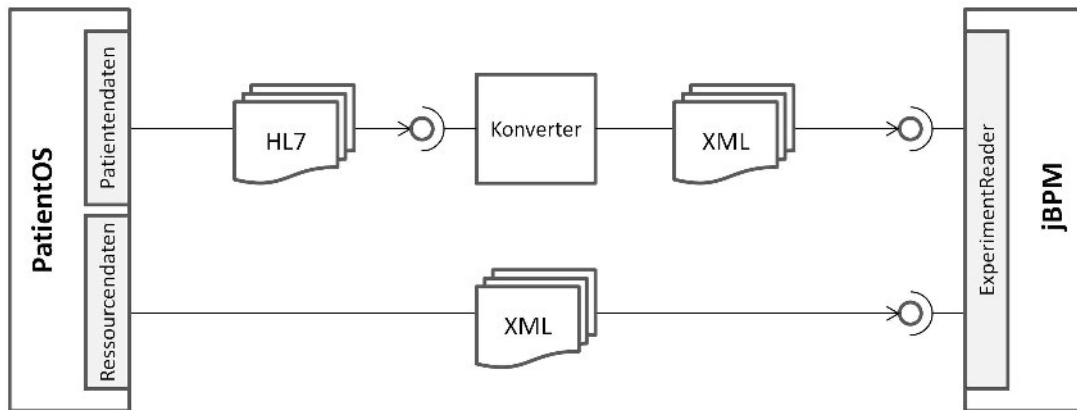 PatientOS
Patientendaten
Ressourcendaten
HL7
Konverter
XML
XML
ExperimentReader
jBPM